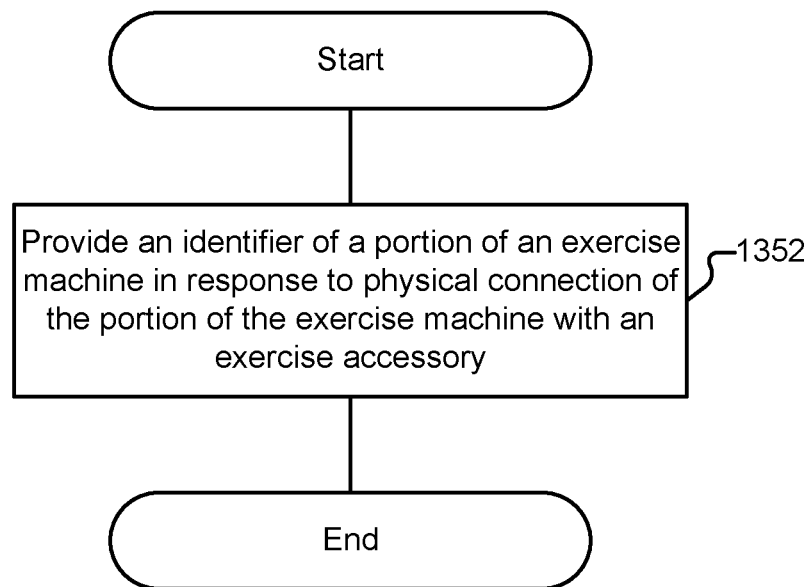 Start
Provide an identifier of a portion of an exercise
machine in response to physical connection of
the portion of the exercise machine with an
exercise accessory
1352
End